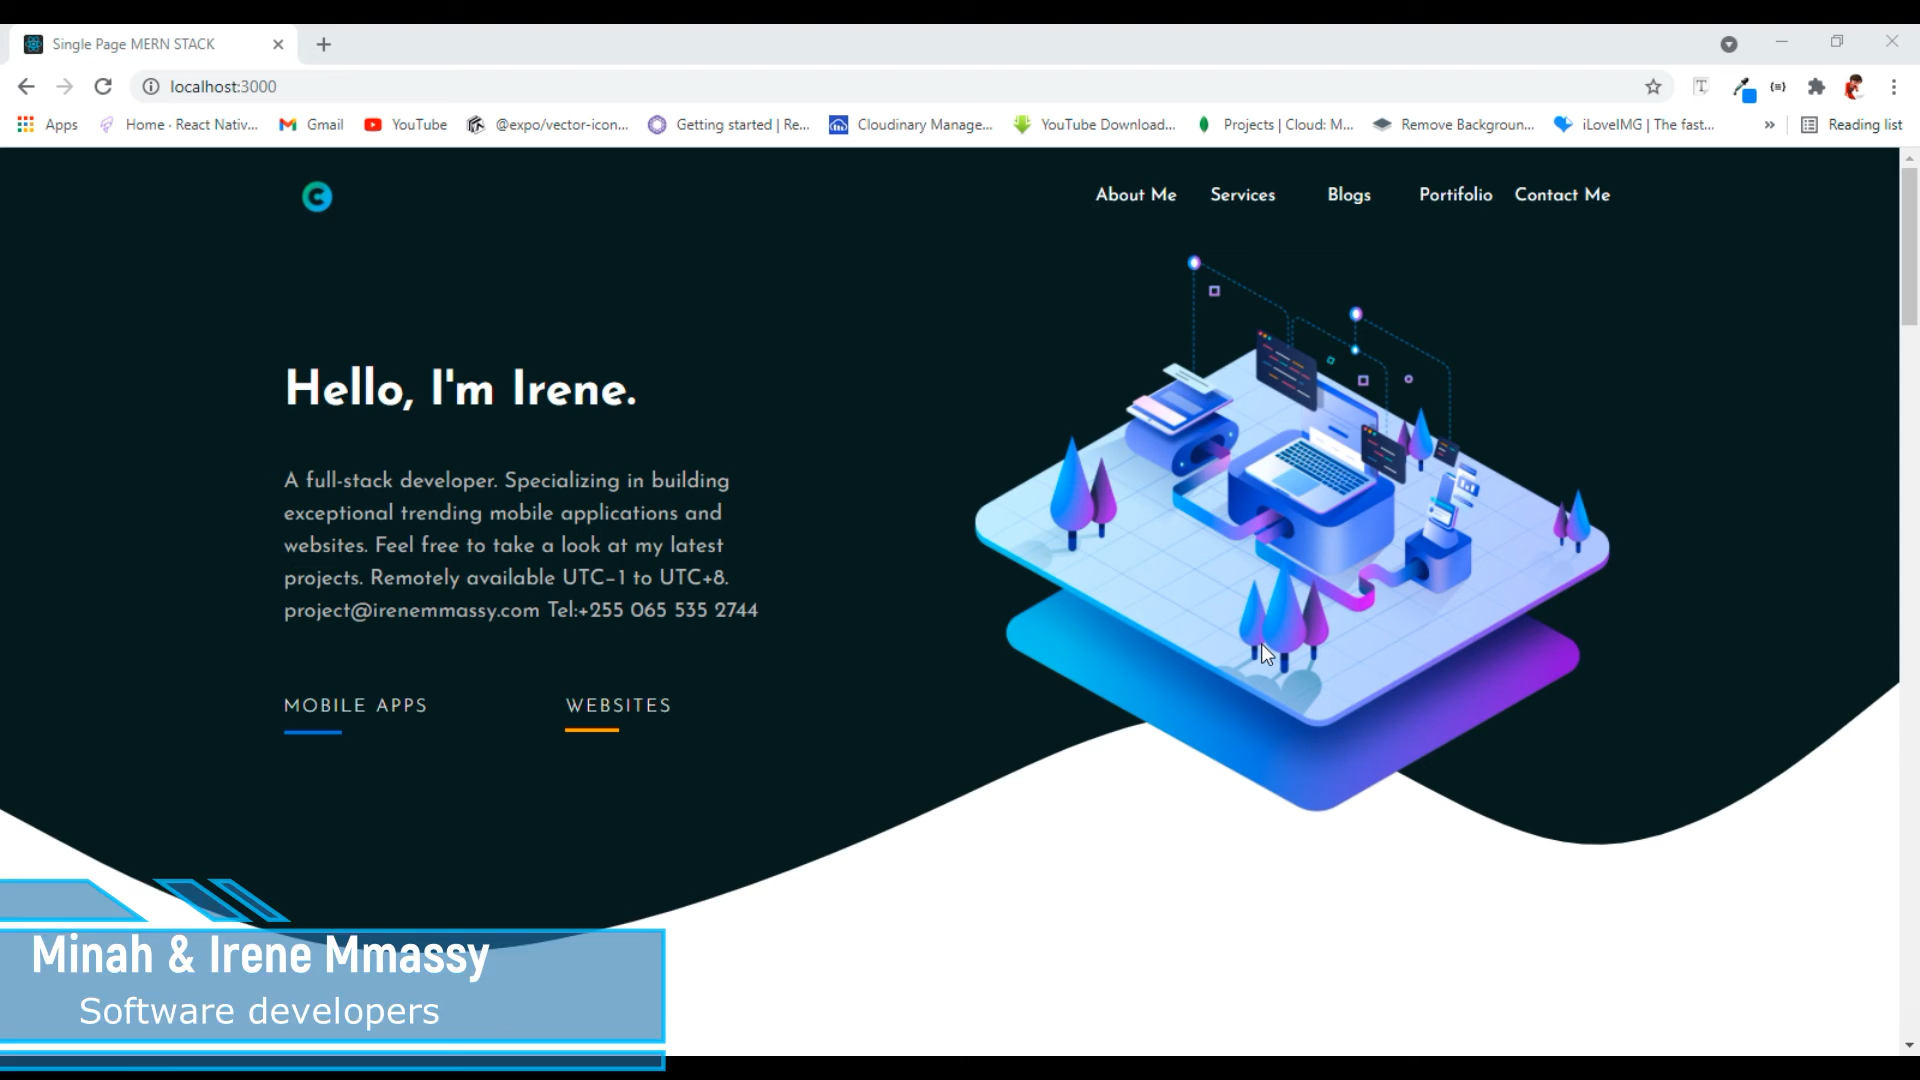 Single Page MERN STACK
localhost:3000
Apps
Home · React Nativ...
Gmail
YouTube
@expo/vector-icon...
Getting started | Re...
Cloudinary Manage...
YouTube Download...
Projects | Cloud: M...
Remove Backgroun...
iLoveIMG | The fast...
»
Reading list
About Me
Services
Blogs
Portifolio
Contact Me
Hello, I'm Irene.
A full-stack developer. Specializing in building
exceptional trending mobile applications and
websites. Feel free to take a look at my latest
projects. Remotely available UTC-1 to UTC+8.
project@irenemmassy.com Tel:+255 065 535 2744
MOBILE APPS
WEBSITES
Minah & Irene Mmassy
Software developers